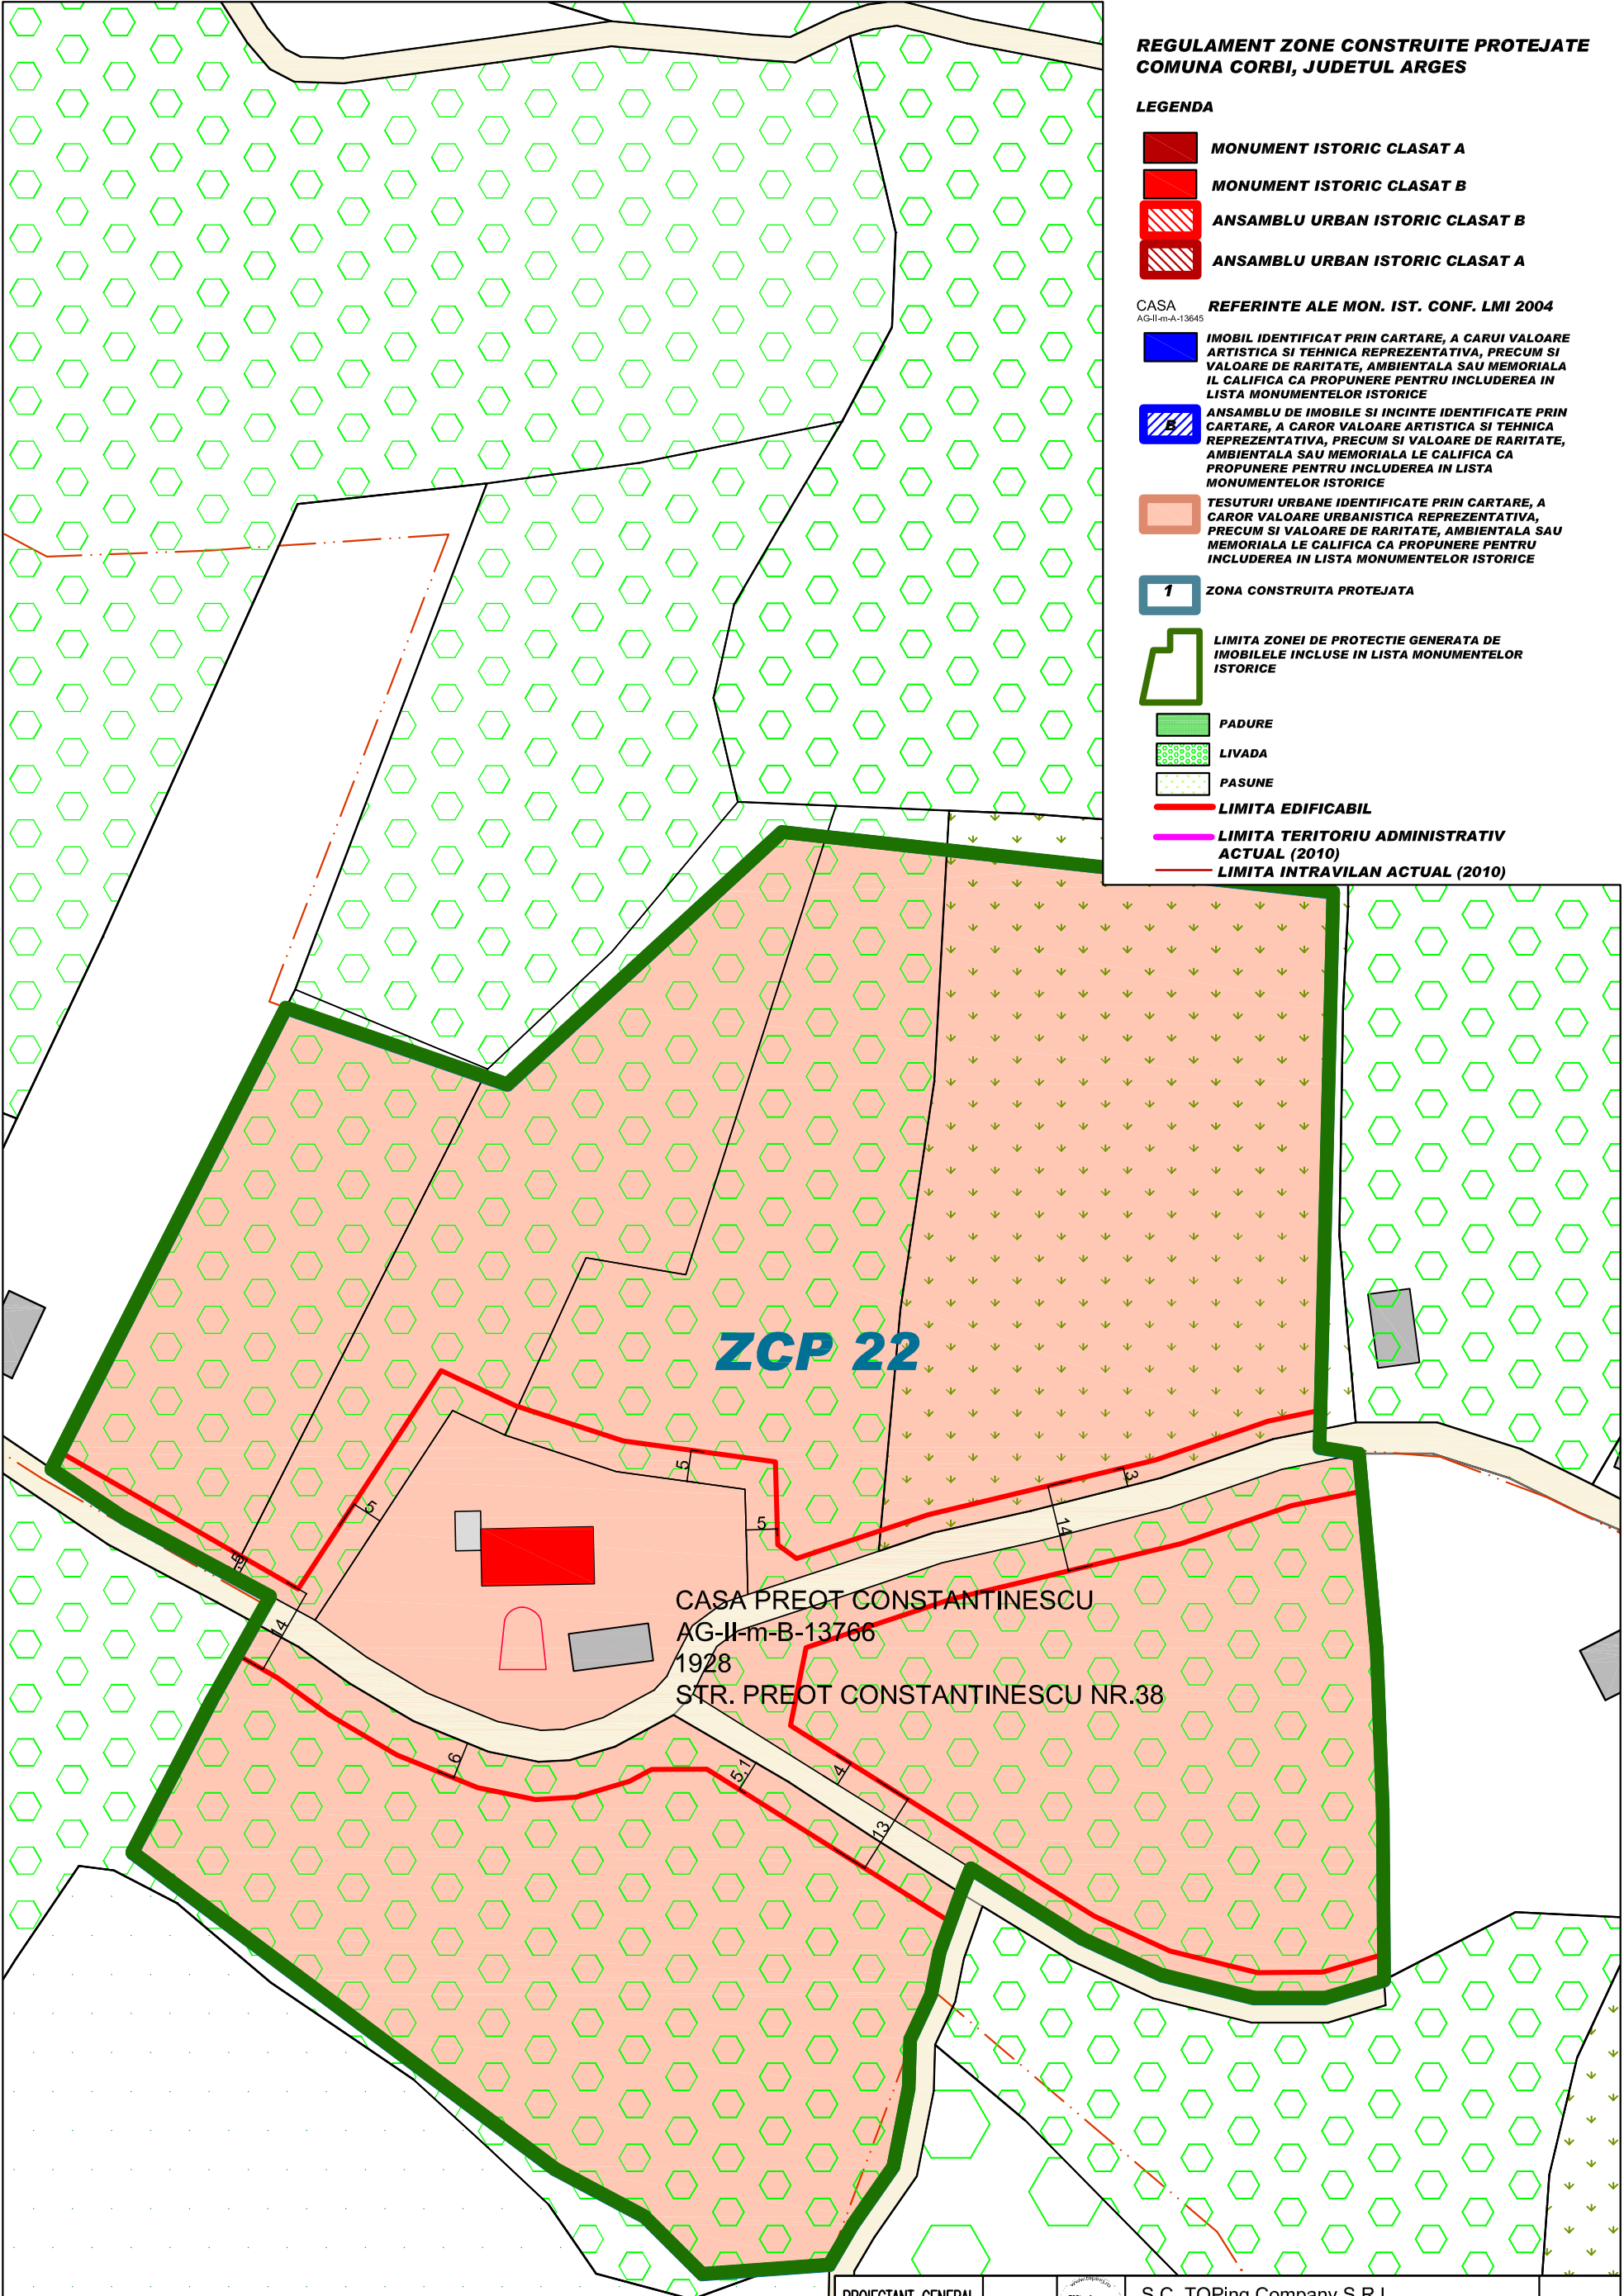 REGULAMENT ZONE CONSTRUITE PROTEJATE
COMUNA CORBI, JUDETUL ARGES
LEGENDA
MONUMENT ISTORIC CLASAT A
MONUMENT ISTORIC CLASAT B
ANSAMBLU URBAN ISTORIC CLASAT B
ANSAMBLU URBAN ISTORIC CLASAT A
CASA
AG-II-m-A-13645
REFERINTE ALE MON. IST. CONF. LMI 2004
IMOBIL IDENTIFICAT PRIN CARTARE, A CARUI VALOARE
ARTISTICA SI TEHNICA REPREZENTATIVA, PRECUM SI
VALOARE DE RARITATE, AMBIENTALA SAU MEMORIALA
IL CALIFICA CA PROPUNERE PENTRU INCLUDEREA IN
LISTA MONUMENTELOR ISTORICE
B
ANSAMBLU DE IMOBILE SI INCINTE IDENTIFICATE PRIN
CARTARE, A CAROR VALOARE ARTISTICA SI TEHNICA
REPREZENTATIVA, PRECUM SI VALOARE DE RARITATE,
AMBIENTALA SAU MEMORIALA LE CALIFICA CA
PROPUNERE PENTRU INCLUDEREA IN LISTA
MONUMENTELOR ISTORICE
TESUTURI URBANE IDENTIFICATE PRIN CARTARE, A
CAROR VALOARE URBANISTICA REPREZENTATIVA,
PRECUM SI VALOARE DE RARITATE, AMBIENTALA SAU
MEMORIALA LE CALIFICA CA PROPUNERE PENTRU
INCLUDEREA IN LISTA MONUMENTELOR ISTORICE
1
ZONA CONSTRUITA PROTEJATA
LIMITA ZONEI DE PROTECTIE GENERATA DE
IMOBILELE INCLUSE IN LISTA MONUMENTELOR
ISTORICE
PADURE
LIVADA
PASUNE
LIMITA EDIFICABIL
LIMITA TERITORIU ADMINISTRATIV
ACTUAL (2010)
LIMITA INTRAVILAN ACTUAL (2010)
ZCP 22
5
3
5
5
14
5
14
CASA PREOT CONSTANTINESCU
AG-II-m-B-13766
1928
STR. PREOT CONSTANTINESCU NR.38
6
5,1
4
13
PROIECTANT GENERAL
S.C. TOPing Company S.R.L.